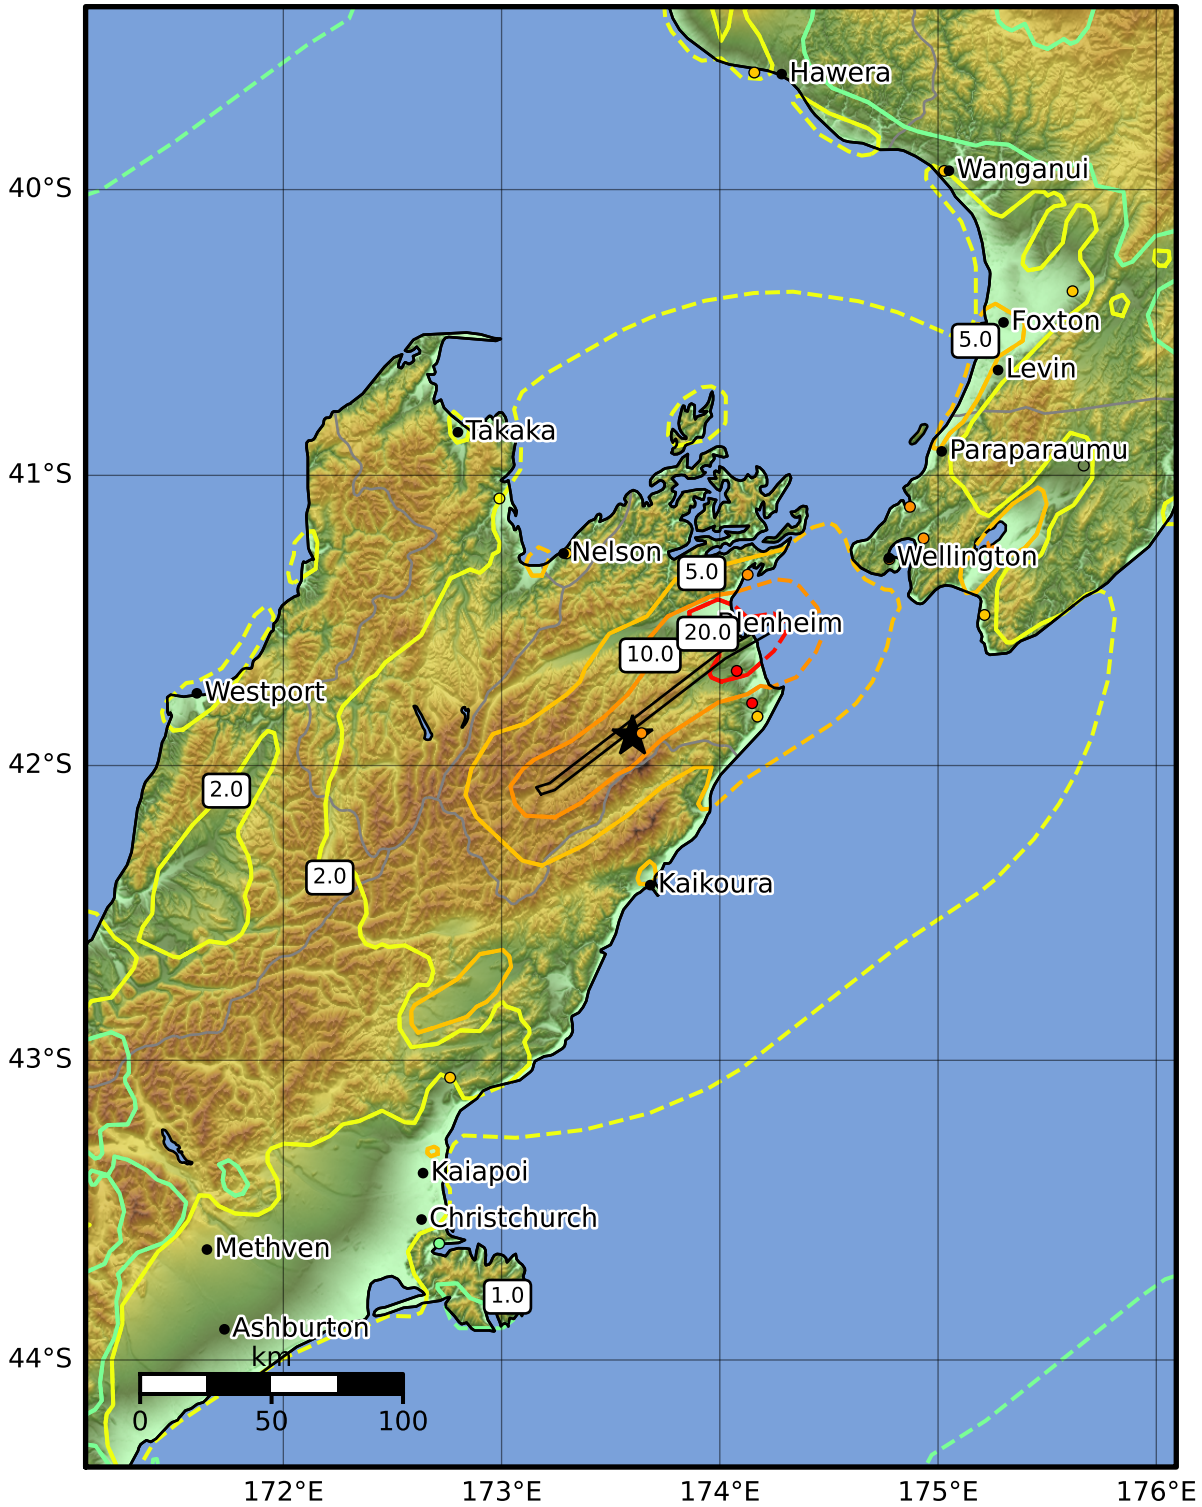 Hawera
Wanganui
40°S
Foxton
5.0
Levin
Takaka
Paraparaumu
41°S
Nelson
Wellington
5.0
Blenheim
20.0
10.0
Westport
42°S
2.0
2.0
Kaikoura
43°S
Kaiapoi
Christchurch
Methven
1.0
Ashburton
km
44°S
0 50 100
172°E 173°E 174°E 175°E 176°E